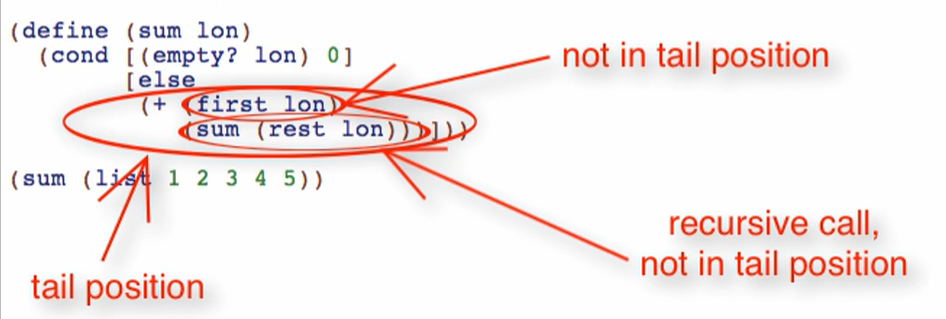 (define (sum lon)
(cond [(empty? lon) 0]
[else
(+ (first lon)
(sum (rest lon)))]))
(sum (list 1 2 3 4 5))
not in tail position
recursive call,
not in tail position
tail position